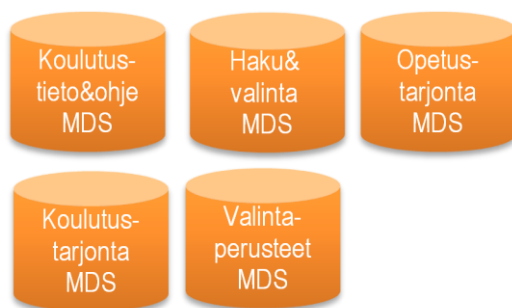 Koulutus-
tieto&ohje
MDS
Haku&
valinta
MDS
Opetus-
tarjonta
MDS
Koulutus-
tarjonta
MDS
Valinta-
perusteet
MDS